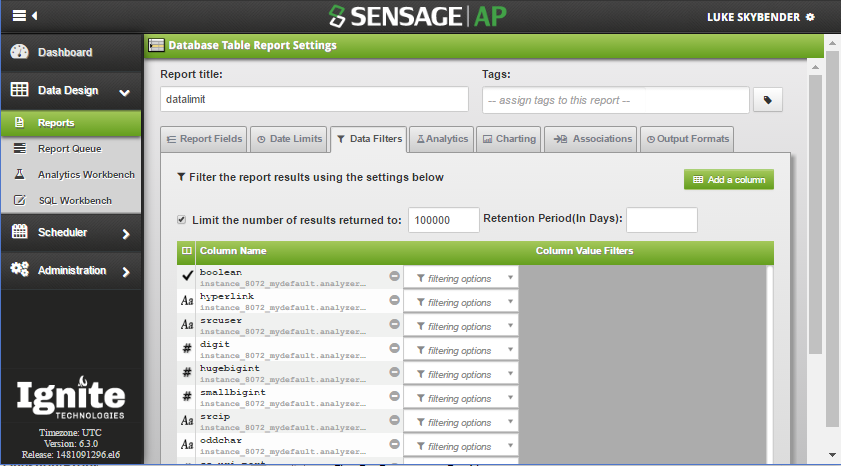 SENSAGE AP
LUKE SKYBENDER
Dashboard
Data Design
Reports
Report Queue
Analytics Workbench
SQL Workbench
Scheduler
Administration
Ignite
TECHNOLOGIES
Timezone: UTC
Version: 6.3.0
Release: 1481091296.el6
Database Table Report Settings
Report title:
Tags:
datalimit
-- assign tags to this report --
Report Fields
Date Limits
Data Filters
Analytics
Charting
Associations
Output Formats
Filter the report results using the settings below
Add a column
Limit the number of results returned to: 100000 Retention Period(In Days):
Column Name
Column Value Filters
boolean
instance_8072_mydefault.analyzer…
filtering options
Aa hyperlink
instance_8072_mydefault.analyzer…
filtering options
Aa srcuser
instance_8072_mydefault.analyzer…
filtering options
# digit
instance_8072_mydefault.analyzer…
filtering options
# hugebigint
instance_8072_mydefault.analyzer…
filtering options
# smallbigint
instance_8072_mydefault.analyzer…
filtering options
Aa srcip
instance_8072_mydefault.analyzer…
filtering options
Aa oddchar
instance_8072_mydefault.analyzer…
filtering options